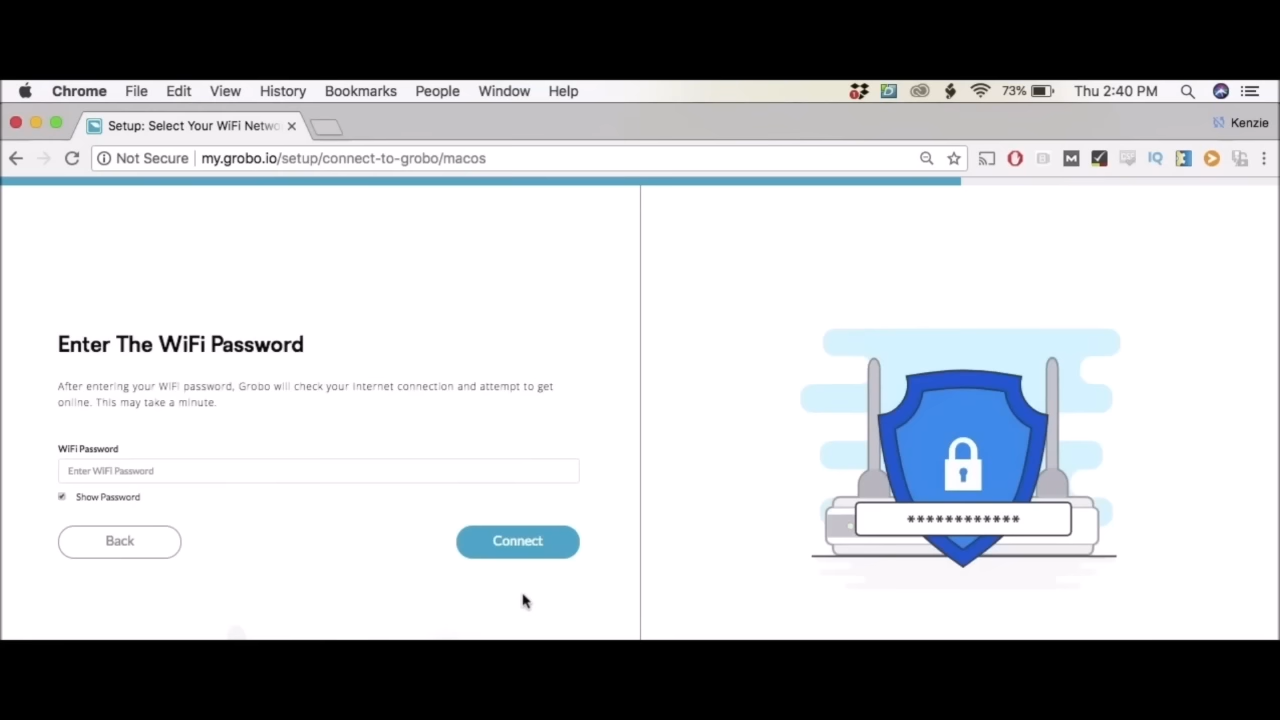 Chrome File Edit View History Bookmarks People Window Help 73% Thu 2:40 PM
Setup: Select Your WiFi Netwo Kenzie
Not Secure my.grobo.io/setup/connect-to-grobo/macos
Enter The WiFi Password
After entering your WiFi password, Grobo will check your internet connection and attempt to get
online. This may take a minute.
WiFi Password
Enter WiFi Password
Show Password
Back Connect
************